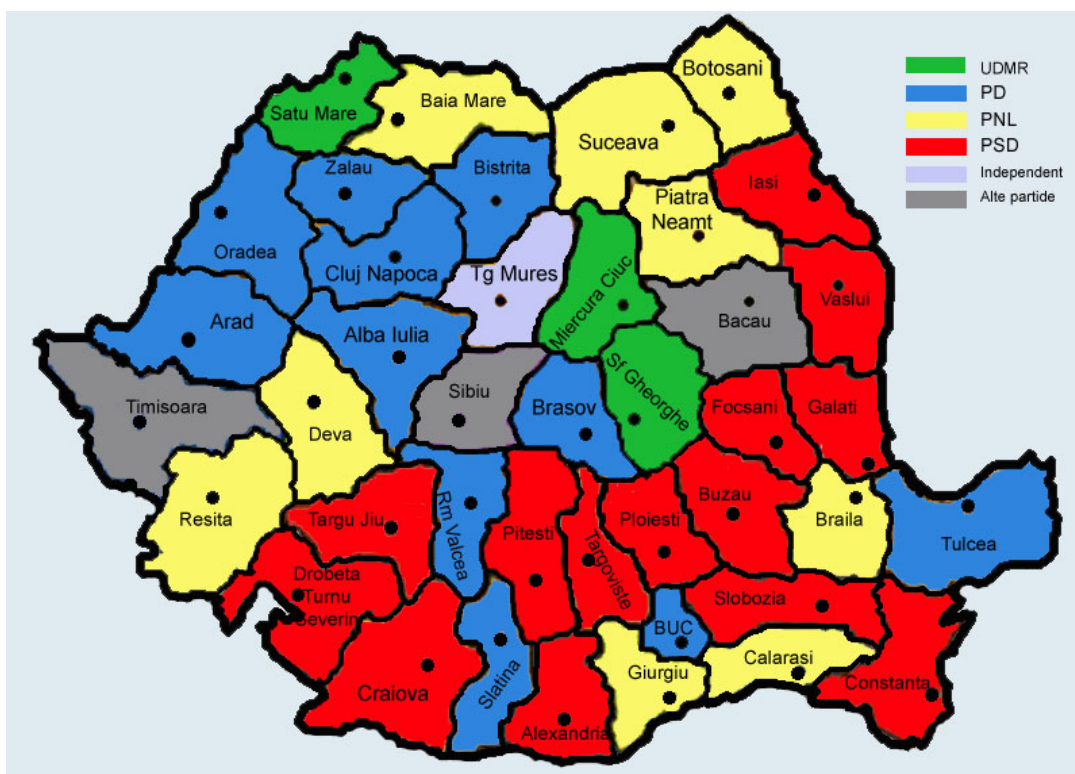 Botosani
UDMR
PD
PNL
PSD
Independent
Alte partide
Satu Mare
Baia Mare
Suceava
Iasi
Zalau
Bistrita
Piatra
Neamt
Oradea
Cluj Napoca
Tg Mures
Miercura Ciuc
Vaslui
Arad
Alba Iulia
Bacau
Timisoara
Deva
Sibiu
Brasov
Sf Gheorghe
Focsani
Galati
Resita
Targu Jiu
Rm Valcea
Pitesti
Targoviste
Ploiesti
Buzau
Braila
Tulcea
Drobeta
Turnu
Severin
Slobozia
BUC
Craiova
Slatina
Alexandria
Giurgiu
Calarasi
Constanta